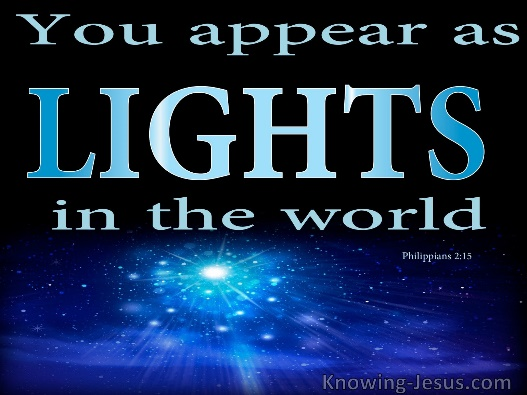 You appear as
LIGHTS
in the world
Philippians 2:15
Knowing-Jesus.com